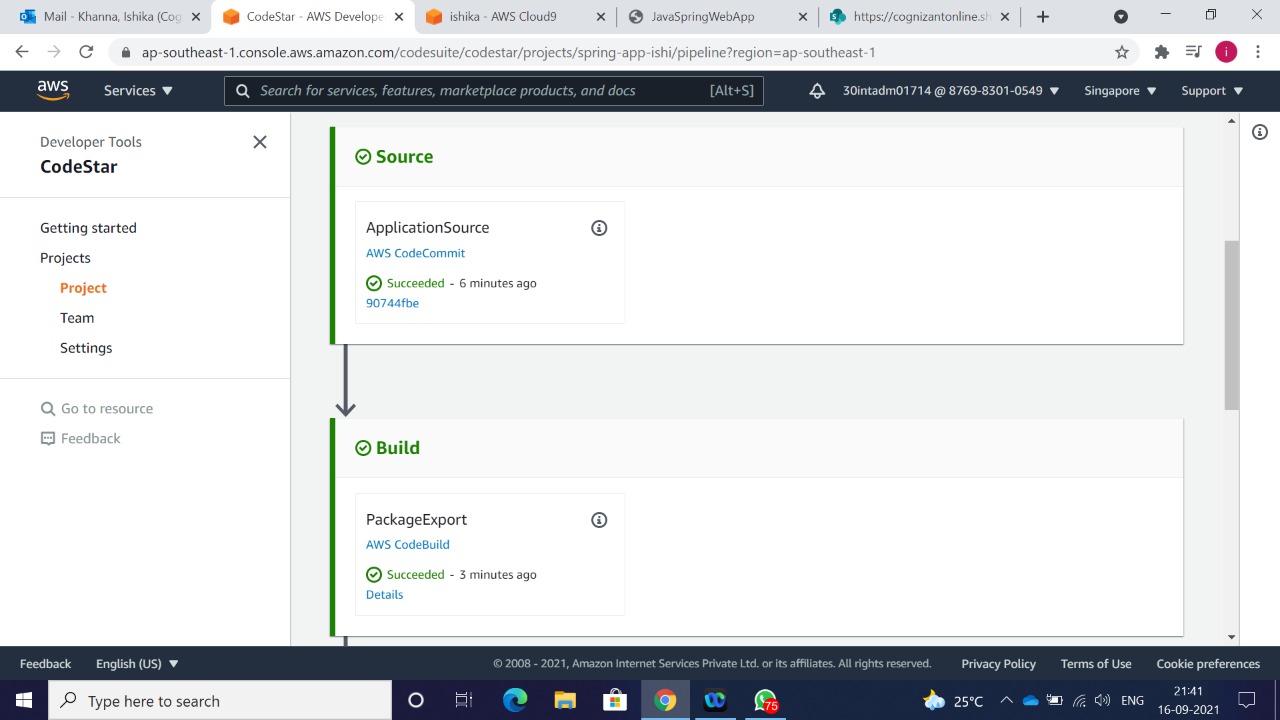 Mail - Khanna, Ishika (Cog
CodeStar - AWS Develope
ishika - AWS Cloud9
JavaSpringWebApp
https://cognizantonline.sh
ap-southeast-1.console.aws.amazon.com/codesuite/codestar/projects/spring-app-ishi/pipeline?region=ap-southeast-1
i
aws
Services
Search for services, features, marketplace products, and docs
[Alt+S]
30intadm01714 @ 8769-8301-0549
Singapore
Support
Developer Tools
CodeStar
Getting started
Projects
Project
Team
Settings
Go to resource
Feedback
Source
ApplicationSource
AWS CodeCommit
Succeeded - 6 minutes ago
90744fbe
Build
PackageExport
AWS CodeBuild
Succeeded - 3 minutes ago
Details
Feedback
English (US)
© 2008 - 2021, Amazon Internet Services Private Ltd. or its affiliates. All rights reserved.
Privacy Policy
Terms of Use
Cookie preferences
Type here to search
75
25°C
ENG
21:41
16-09-2021